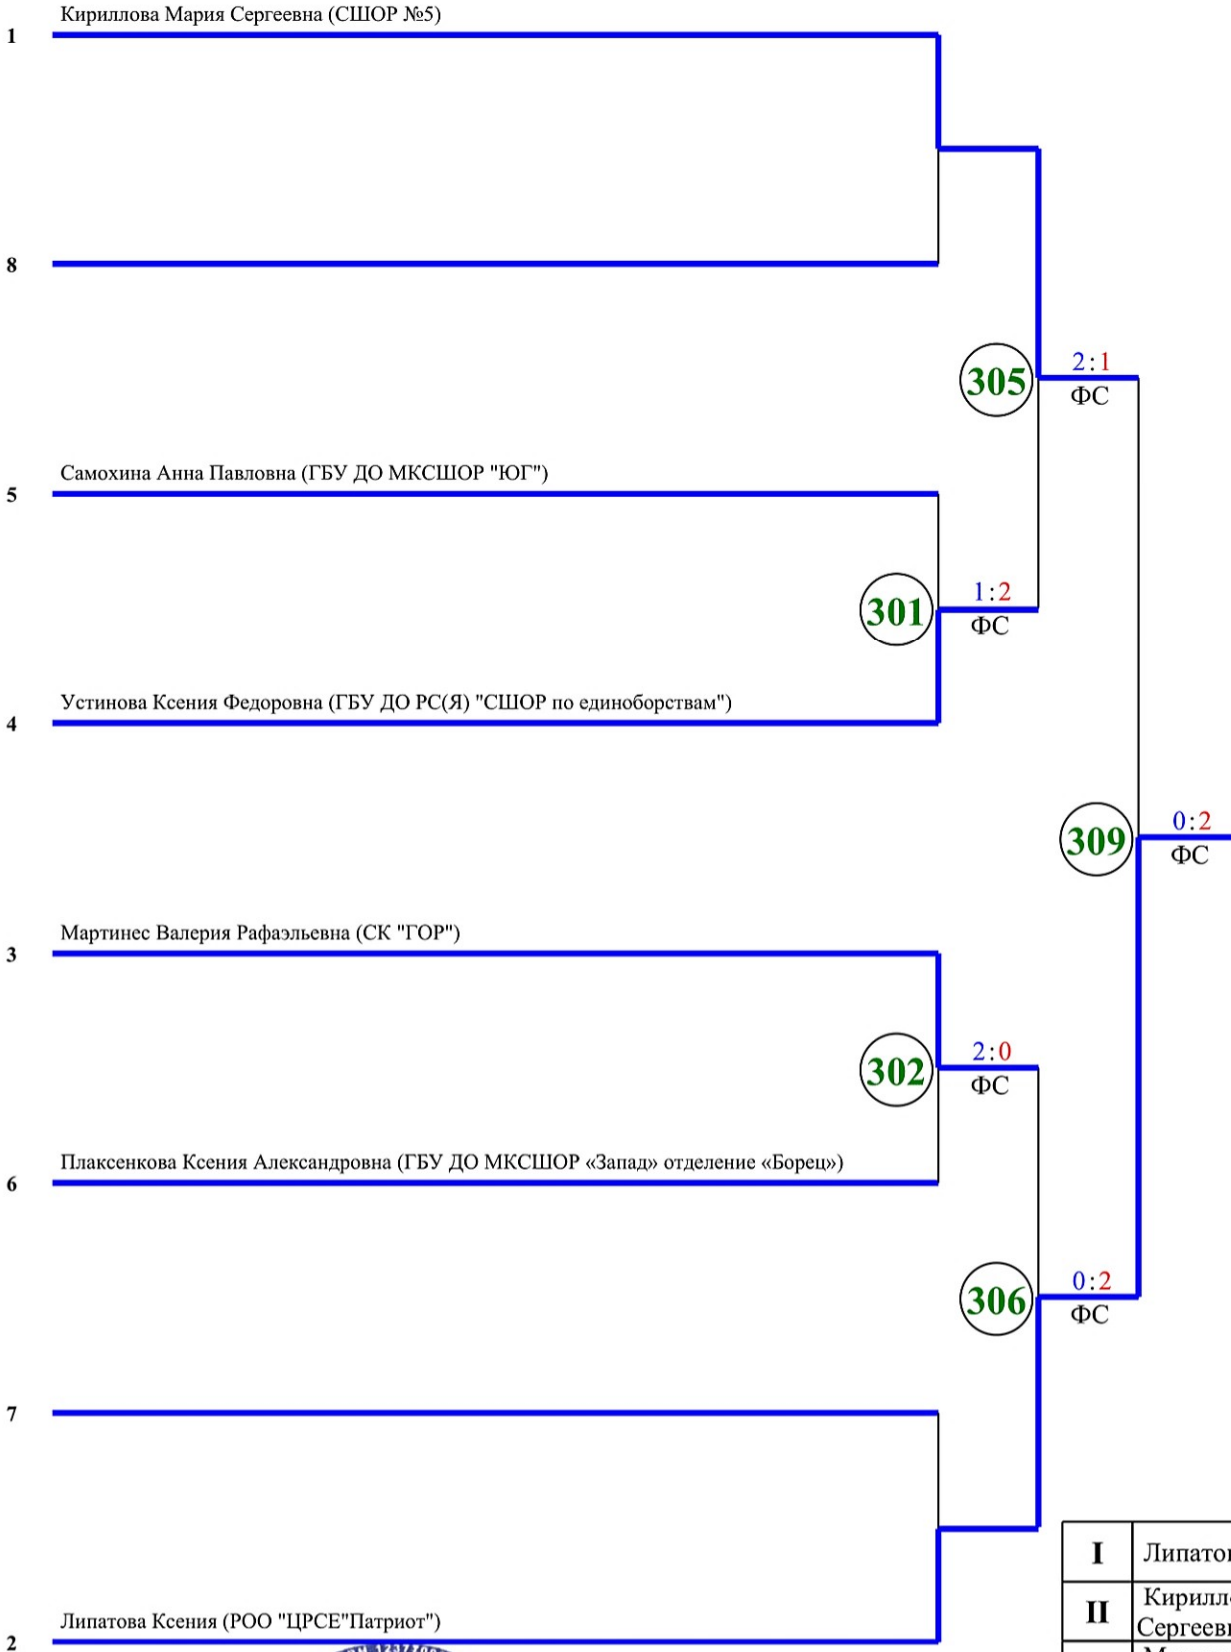 Кириллова Мария Сергеевна (СШОР №5)
1
8
305
2:1
ФС
Самохина Анна Павловна (ГБУ ДО МКСШОР "ЮГ")
5
301
1:2
ФС
Устинова Ксения Федоровна (ГБУ ДО РС(Я) "СШОР по единоборствам")
4
309
0:2
ФС
Мартинес Валерия Рафаэльевна (СК "ГОР")
3
302
2:0
ФС
Плаксенкова Ксения Александровна (ГБУ ДО МКСШОР «Запад» отделение «Борец»)
6
306
0:2
ФС
7
I
II
Липатова Ксения (РОО "ЦРСЕ"Патриот")
2